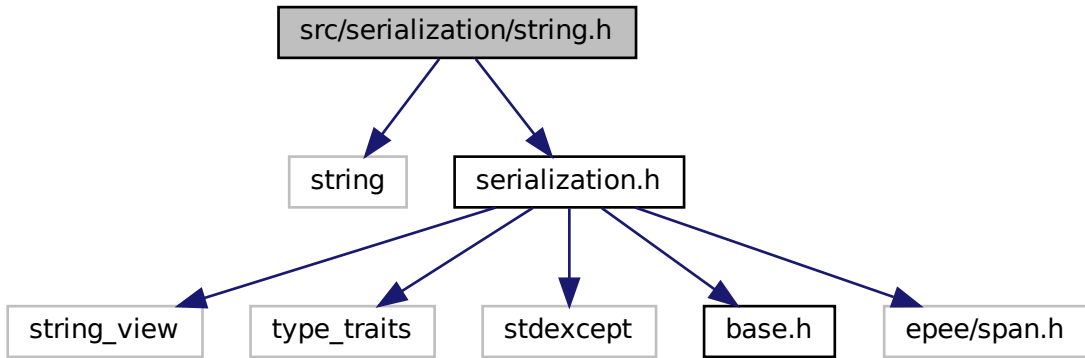 src/serialization/string.h
string
serialization.h
string_view
type_traits
stdexcept
base.h
epee/span.h